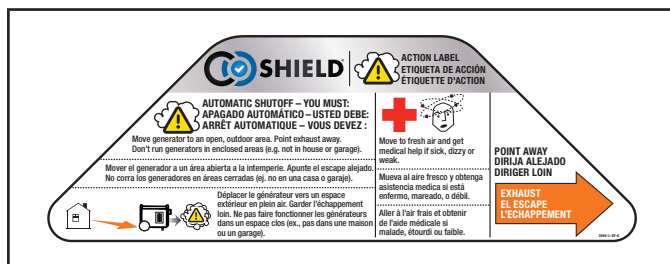 CO SHIELD®
ACTION LABEL
ETIQUETA DE ACCIÓN
ÉTIQUETTE D'ACTION
AUTOMATIC SHUTOFF – YOU MUST:
APAGADO AUTOMÁTICO – USTED DEBE:
ARRÊT AUTOMATIQUE – VOUS DEVEZ :
Move generator to an open, outdoor area. Point exhaust away.
Don't run generators in enclosed areas (e.g. not in house or garage).
Mover el generador a un área abierta a la intemperie. Apunte el escape alejado.
No corra los generadores en áreas cerradas (ej. no en una casa o garaje).
Déplacer le générateur vers un espace
extérieur en plein air. Garder l'échappement
loin. Ne pas faire fonctionner les générateurs
dans un espace clos (ex., pas dans une maison
ou un garage).
Move to fresh air and get
medical help if sick, dizzy or
weak.
Mueva al aire fresco y obtenga
asistencia medica si está
enfermo, mareado, o débil.
Aller à l'air frais et obtenir
de l'aide médicale si
malade, étourdi ou faible.
POINT AWAY
DIRIJA ALEJADO
DIRIGER LOIN
EXHAUST
EL ESCAPE
L'ECHAPPEMENT